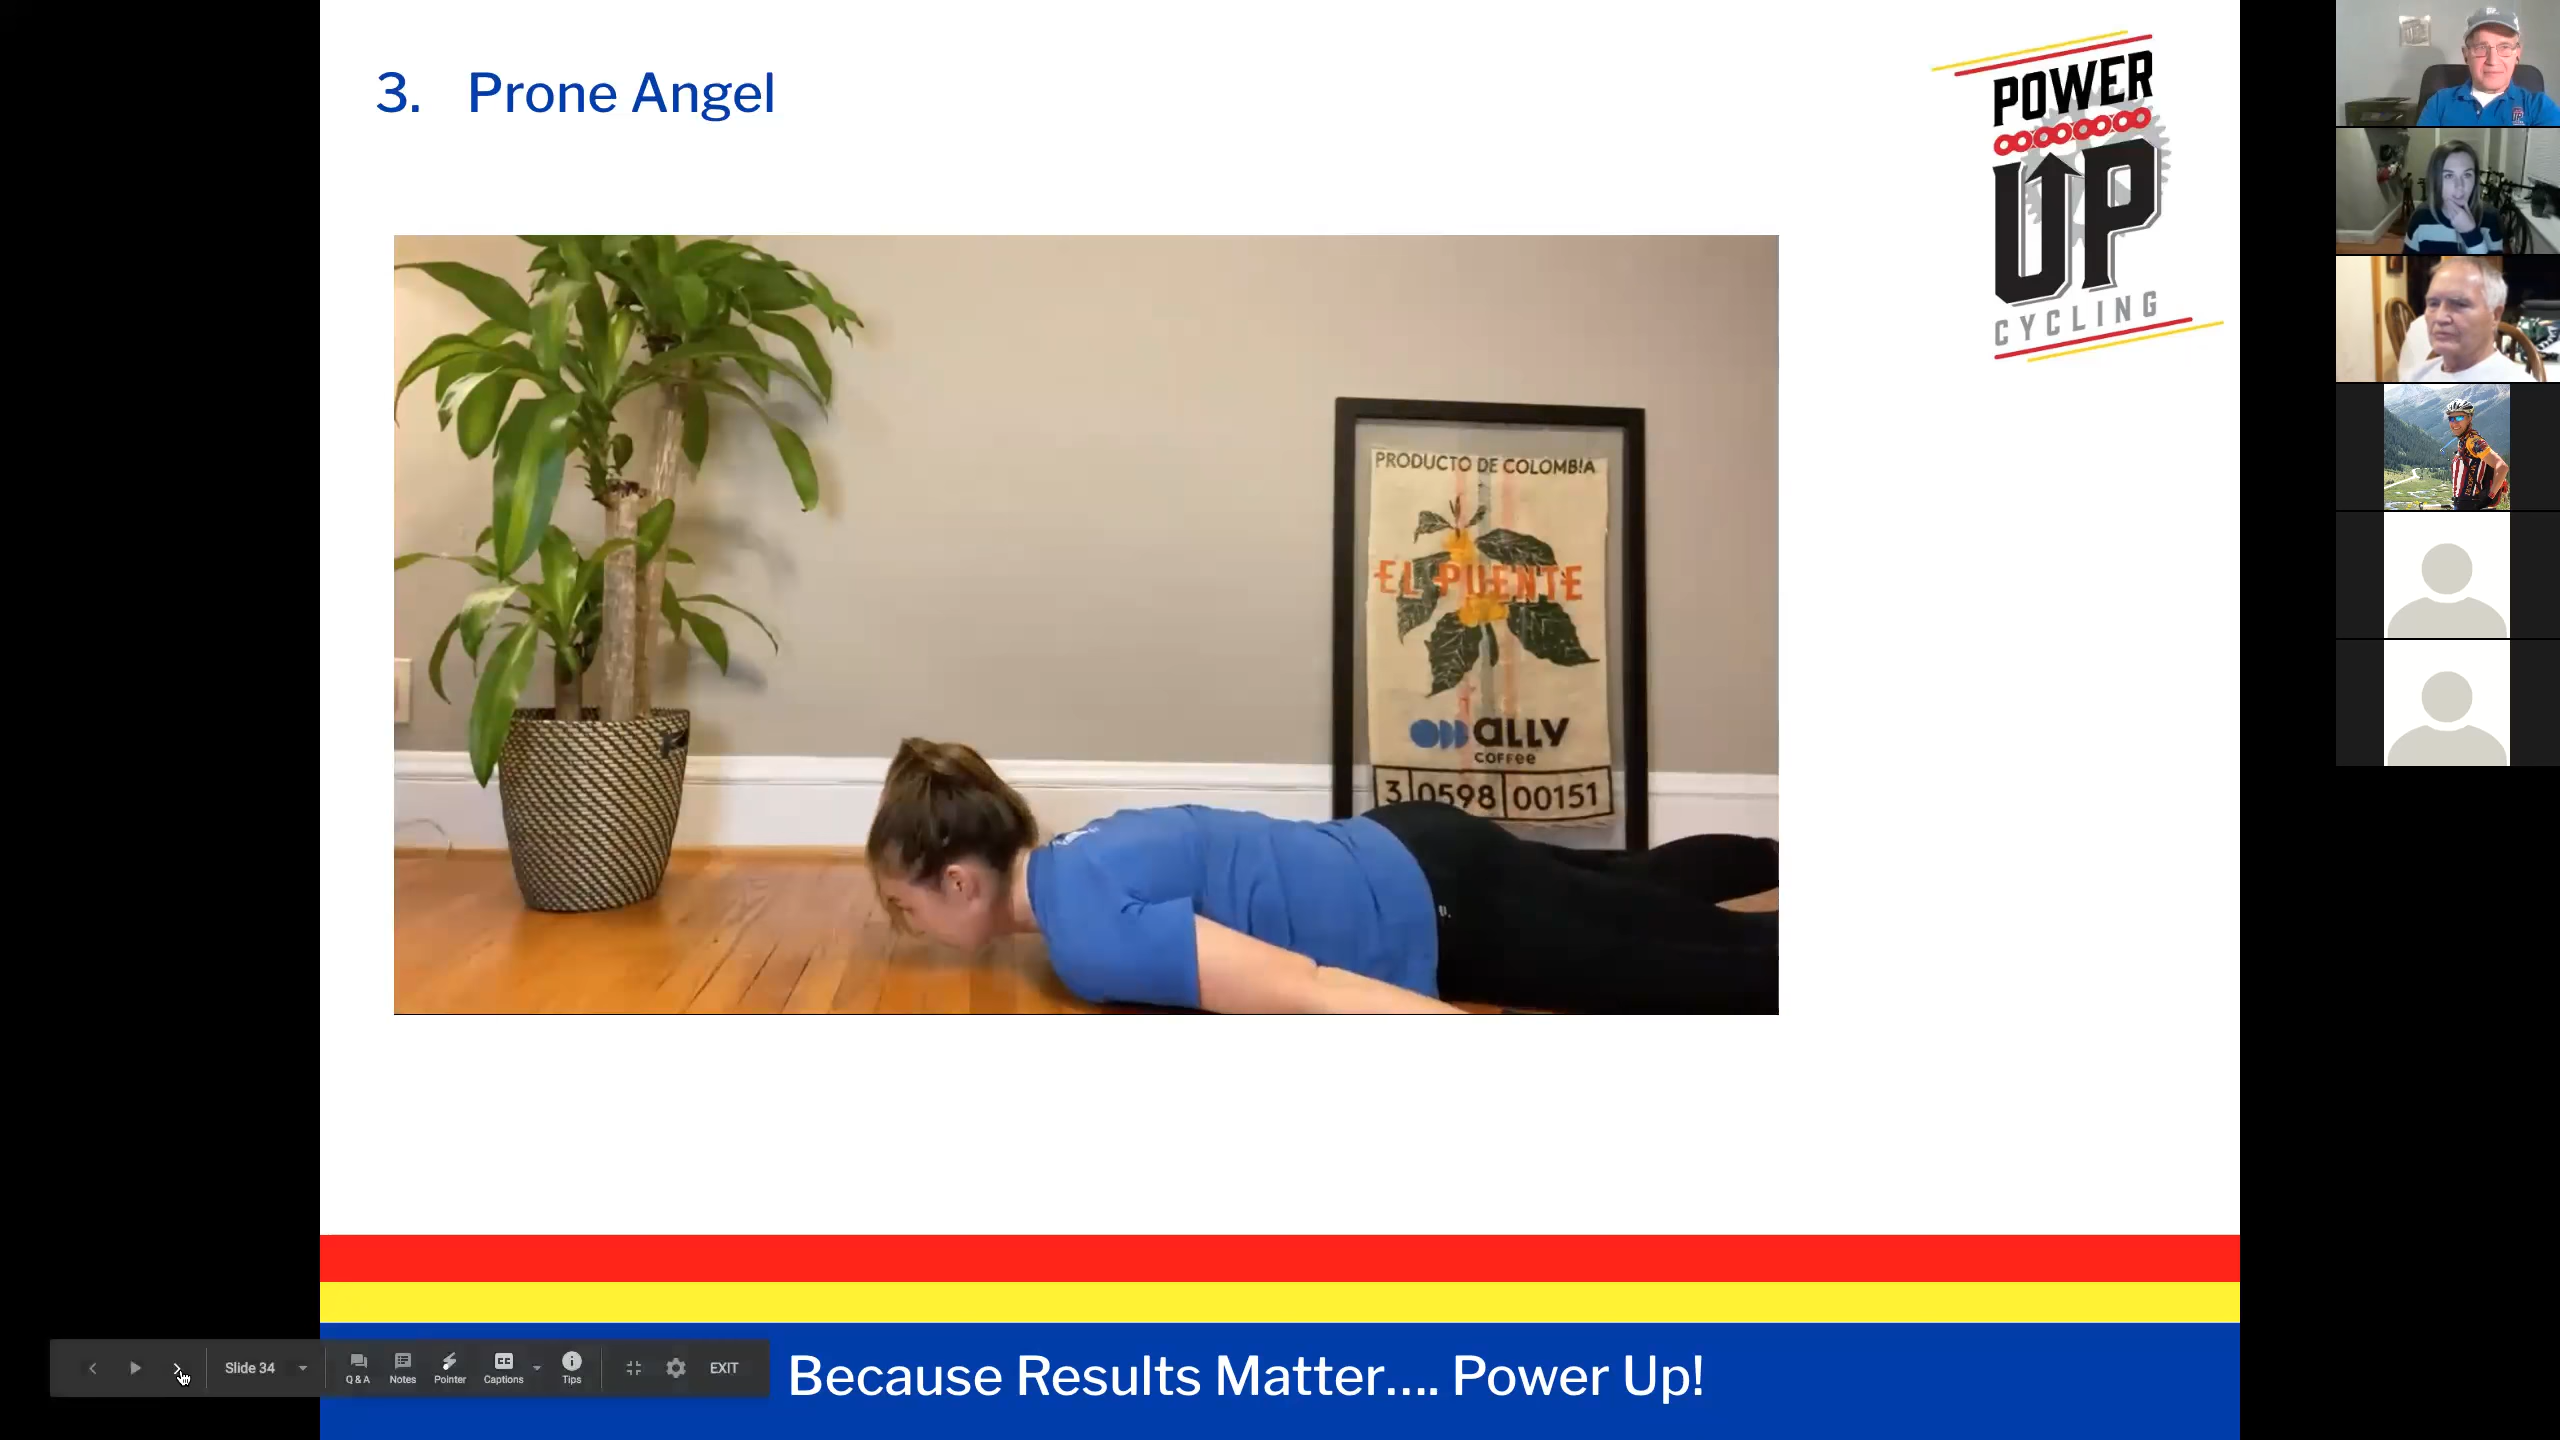 3. Prone Angel
POWER
UP
CYCLING
PRODUCTO DE COLOMBIA
EL PUENTE
ally
coffee
3 0598 00151
Because Results Matter.... Power Up!
Slide 34
Q & A
Notes
Pointer
CC
Captions
Tips
EXIT